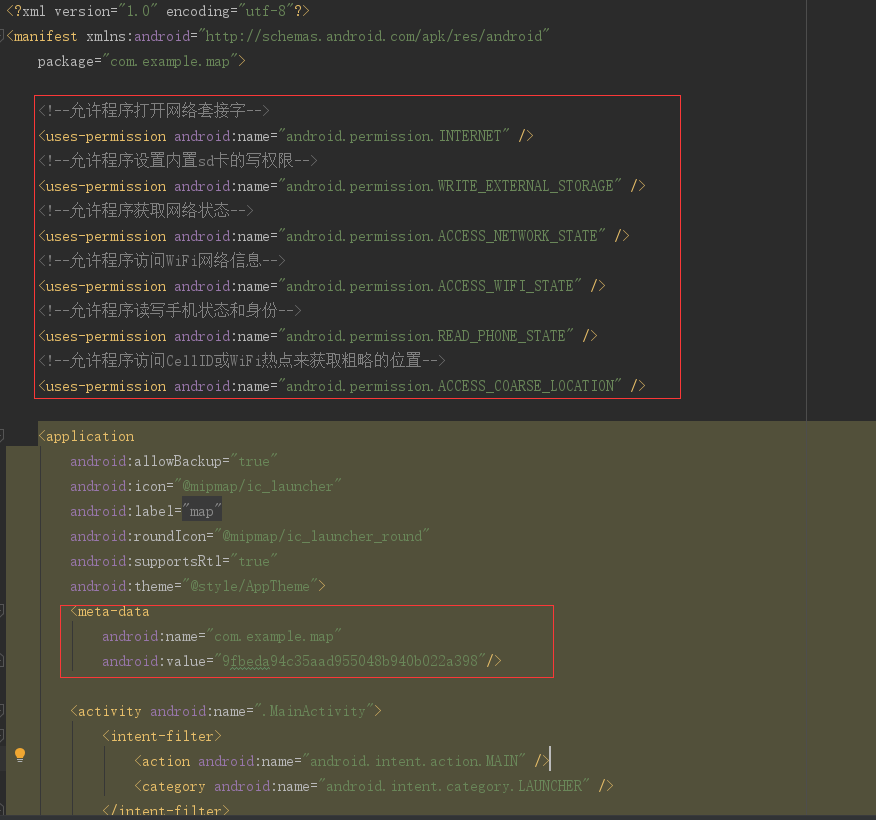 <?xml version="1.0" encoding="utf-8"?>
<manifest xmlns:android="http://schemas.android.com/apk/res/android"
package="com.example.map">
<!--允许程序打开网络套接字-->
<uses-permission android:name="android.permission.INTERNET" />
<!--允许程序设置内置sd卡的写权限-->
<uses-permission android:name="android.permission.WRITE_EXTERNAL_STORAGE" />
<!--允许程序获取网络状态-->
<uses-permission android:name="android.permission.ACCESS_NETWORK_STATE" />
<!--允许程序访问WiFi网络信息-->
<uses-permission android:name="android.permission.ACCESS_WIFI_STATE" />
<!--允许程序读写手机状态和身份-->
<uses-permission android:name="android.permission.READ_PHONE_STATE" />
<!--允许程序访问CellID或WiFi热点来获取粗略的位置-->
<uses-permission android:name="android.permission.ACCESS_COARSE_LOCATION" />
<application
android:allowBackup="true"
android:icon="@mipmap/ic_launcher"
android:label="map"
android:roundIcon="@mipmap/ic_launcher_round"
android:supportsRtl="true"
android:theme="@style/AppTheme">
<meta-data
android:name="com.example.map"
android:value="9fbeda94c35aad955048b940b022a398"/>
<activity android:name=".MainActivity">
<intent-filter>
<action android:name="android.intent.action.MAIN" />
<category android:name="android.intent.category.LAUNCHER" />
</intent-filter>